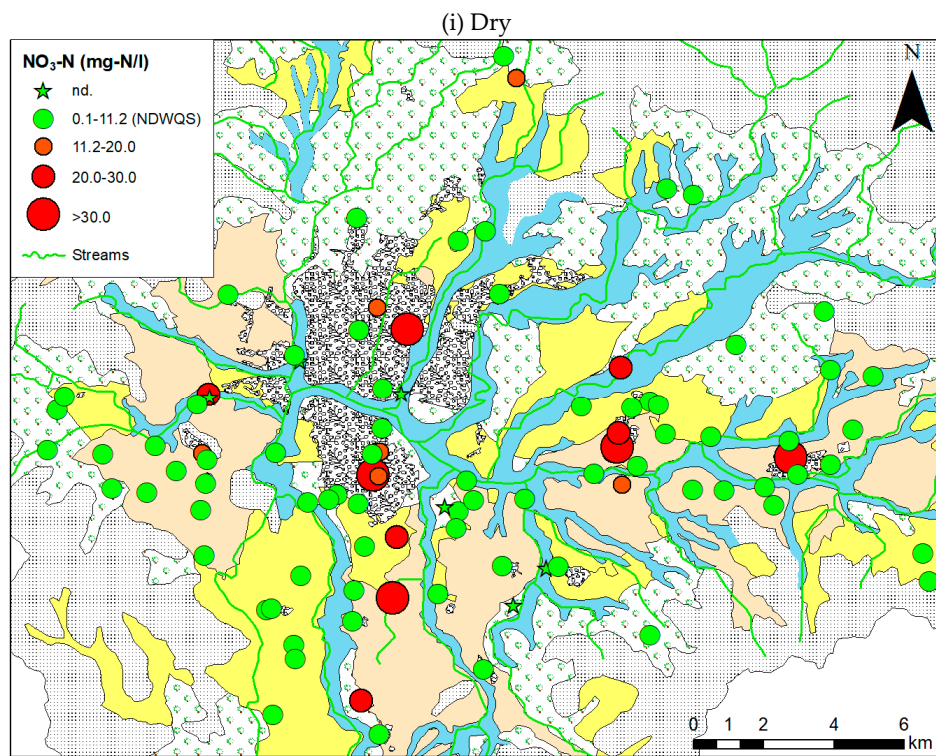 (i) Dry
NO₃-N (mg-N/l)
nd.
0.1-11.2 (NDWQS)
11.2-20.0
20.0-30.0
>30.0
Streams
N
0 1 2 4 6
km